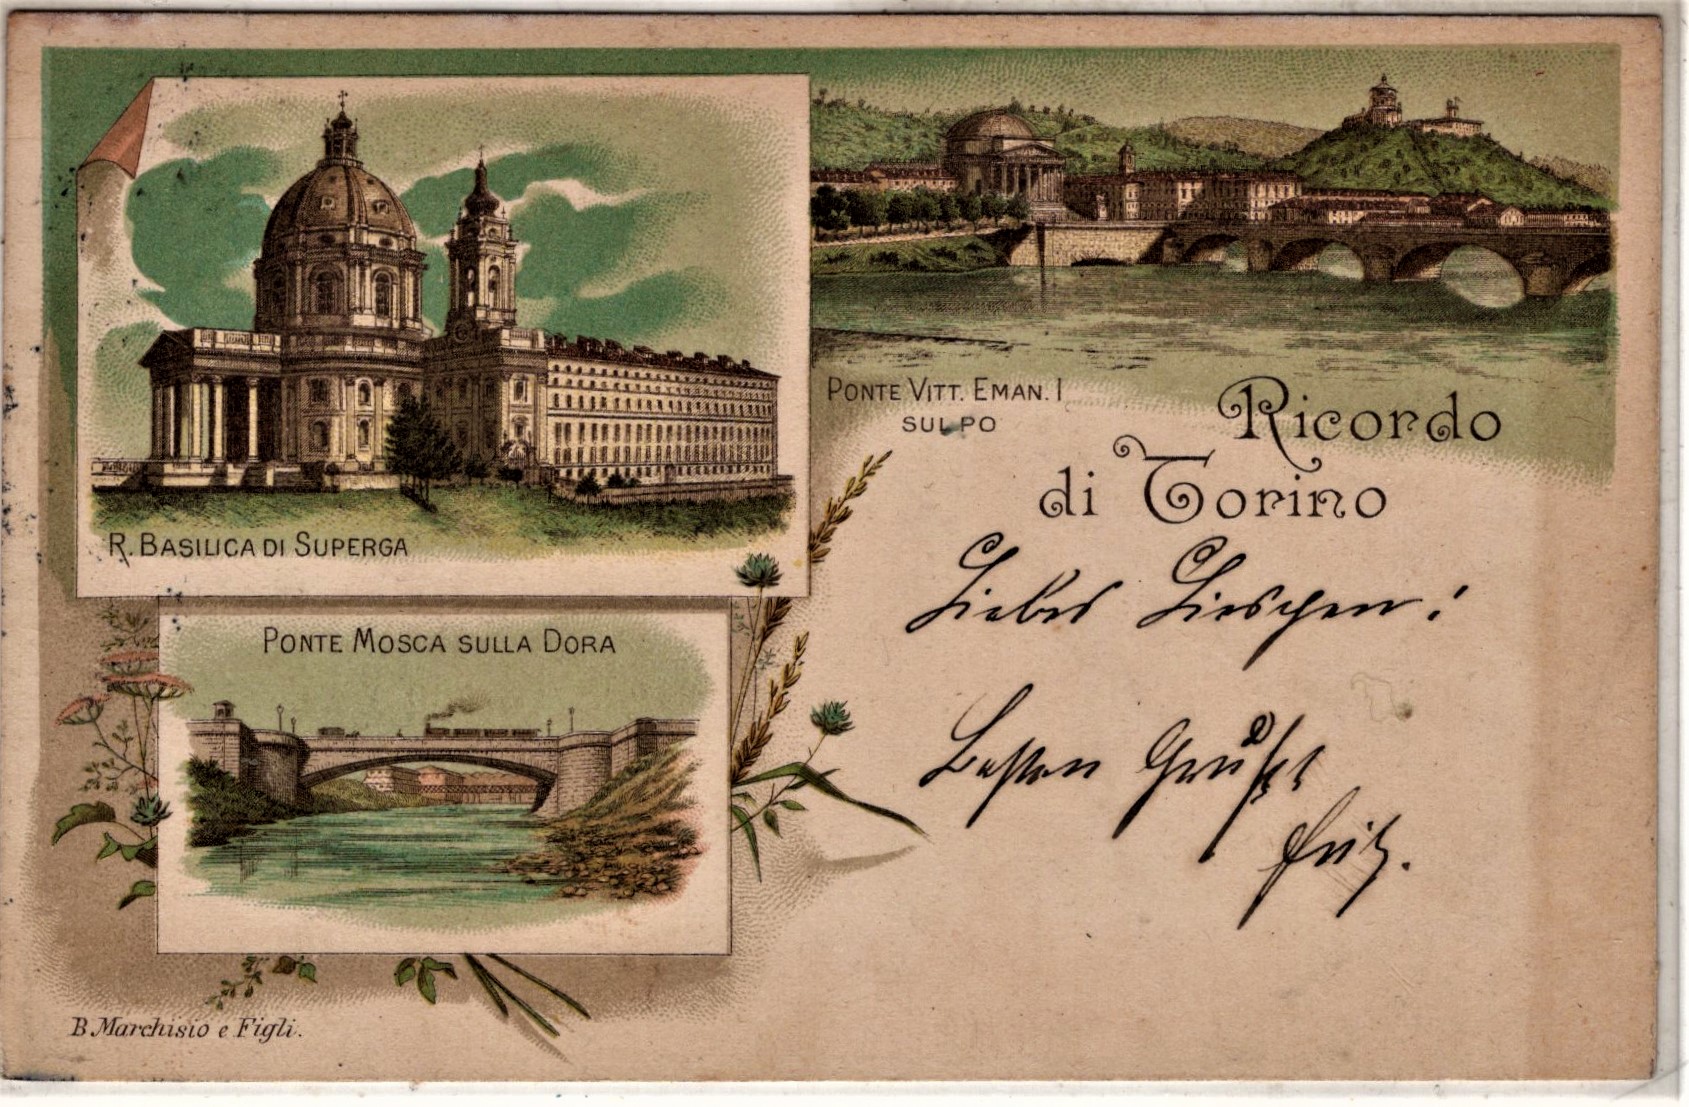 R. BASILICA DI SUPERGA
PONTE VITT. EMAN. I
SUL PO
Ricordo
di Torino
PONTE MOSCA SULLA DORA
Liebes Lieschen!
Besten Gruß
Fritz.
B. Marchisio e Figli.